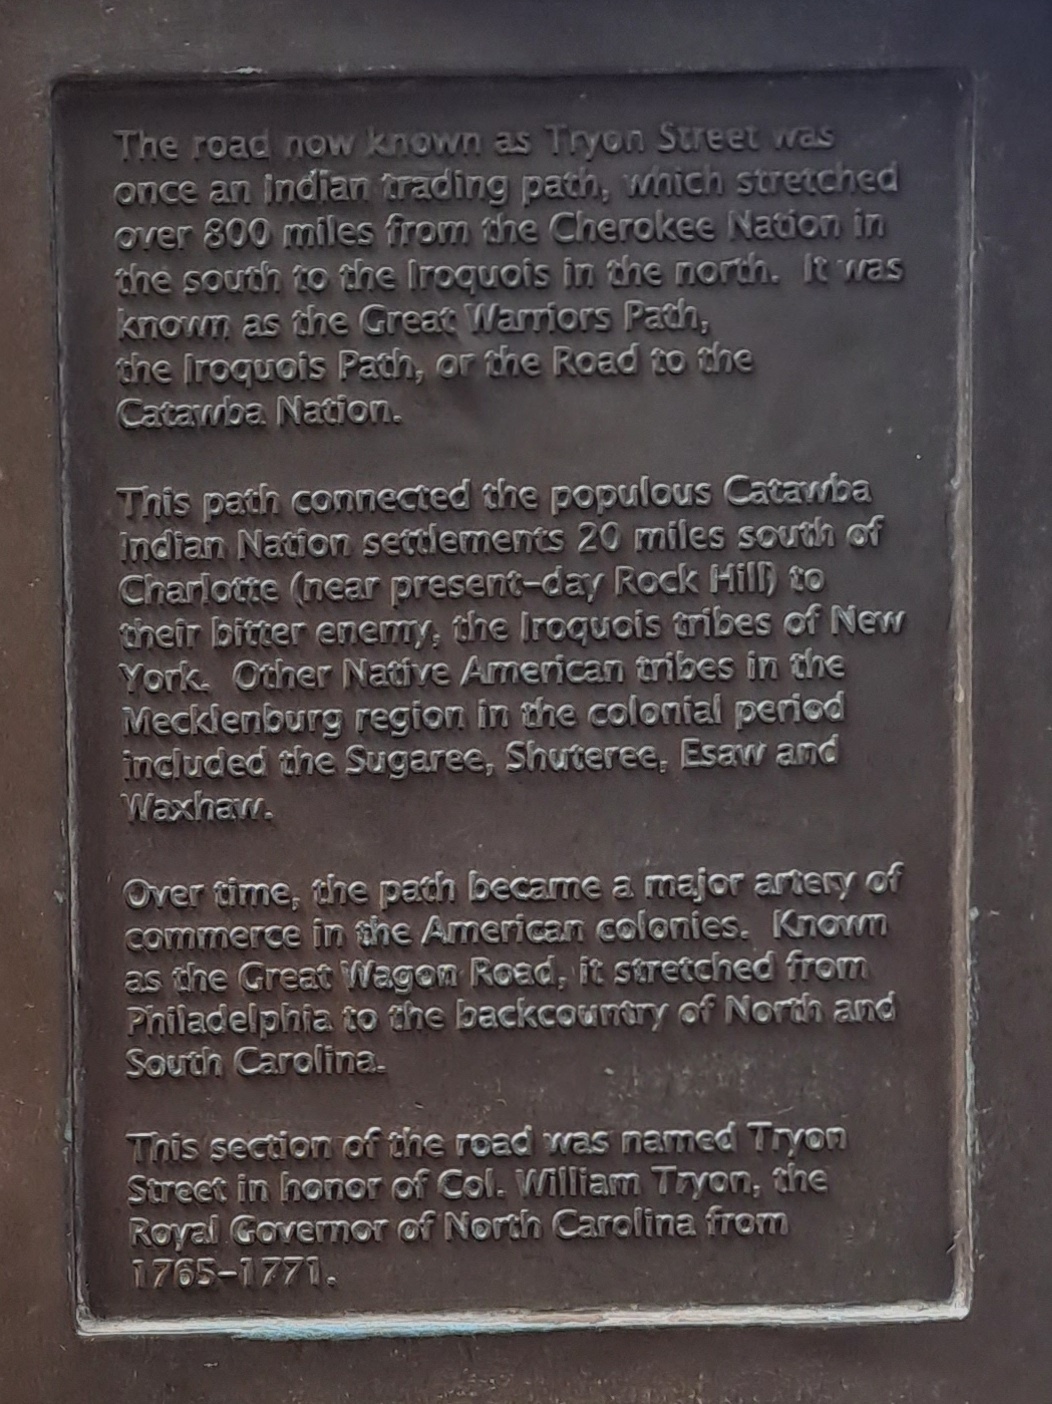 The road now known as Tryon Street was
once an Indian trading path, which stretched
over 800 miles from the Cherokee Nation in
the south to the Iroquois in the north. It was
known as the Great Warriors Path,
the Iroquois Path, or the Road to the
Catawba Nation.
This path connected the populous Catawba
Indian Nation settlements 20 miles south of
Charlotte (near present-day Rock Hill) to
their bitter enemy, the Iroquois tribes of New
York. Other Native American tribes in the
Mecklenburg region in the colonial period
included the Sugaree, Shuteree, Esaw and
Waxhaw.
Over time, the path became a major artery of
commerce in the American colonies. Known
as the Great Wagon Road, it stretched from
Philadelphia to the backcountry of North and
South Carolina.
This section of the road was named Tryon
Street in honor of Col. William Tryon, the
Royal Governor of North Carolina from
1765-1771.